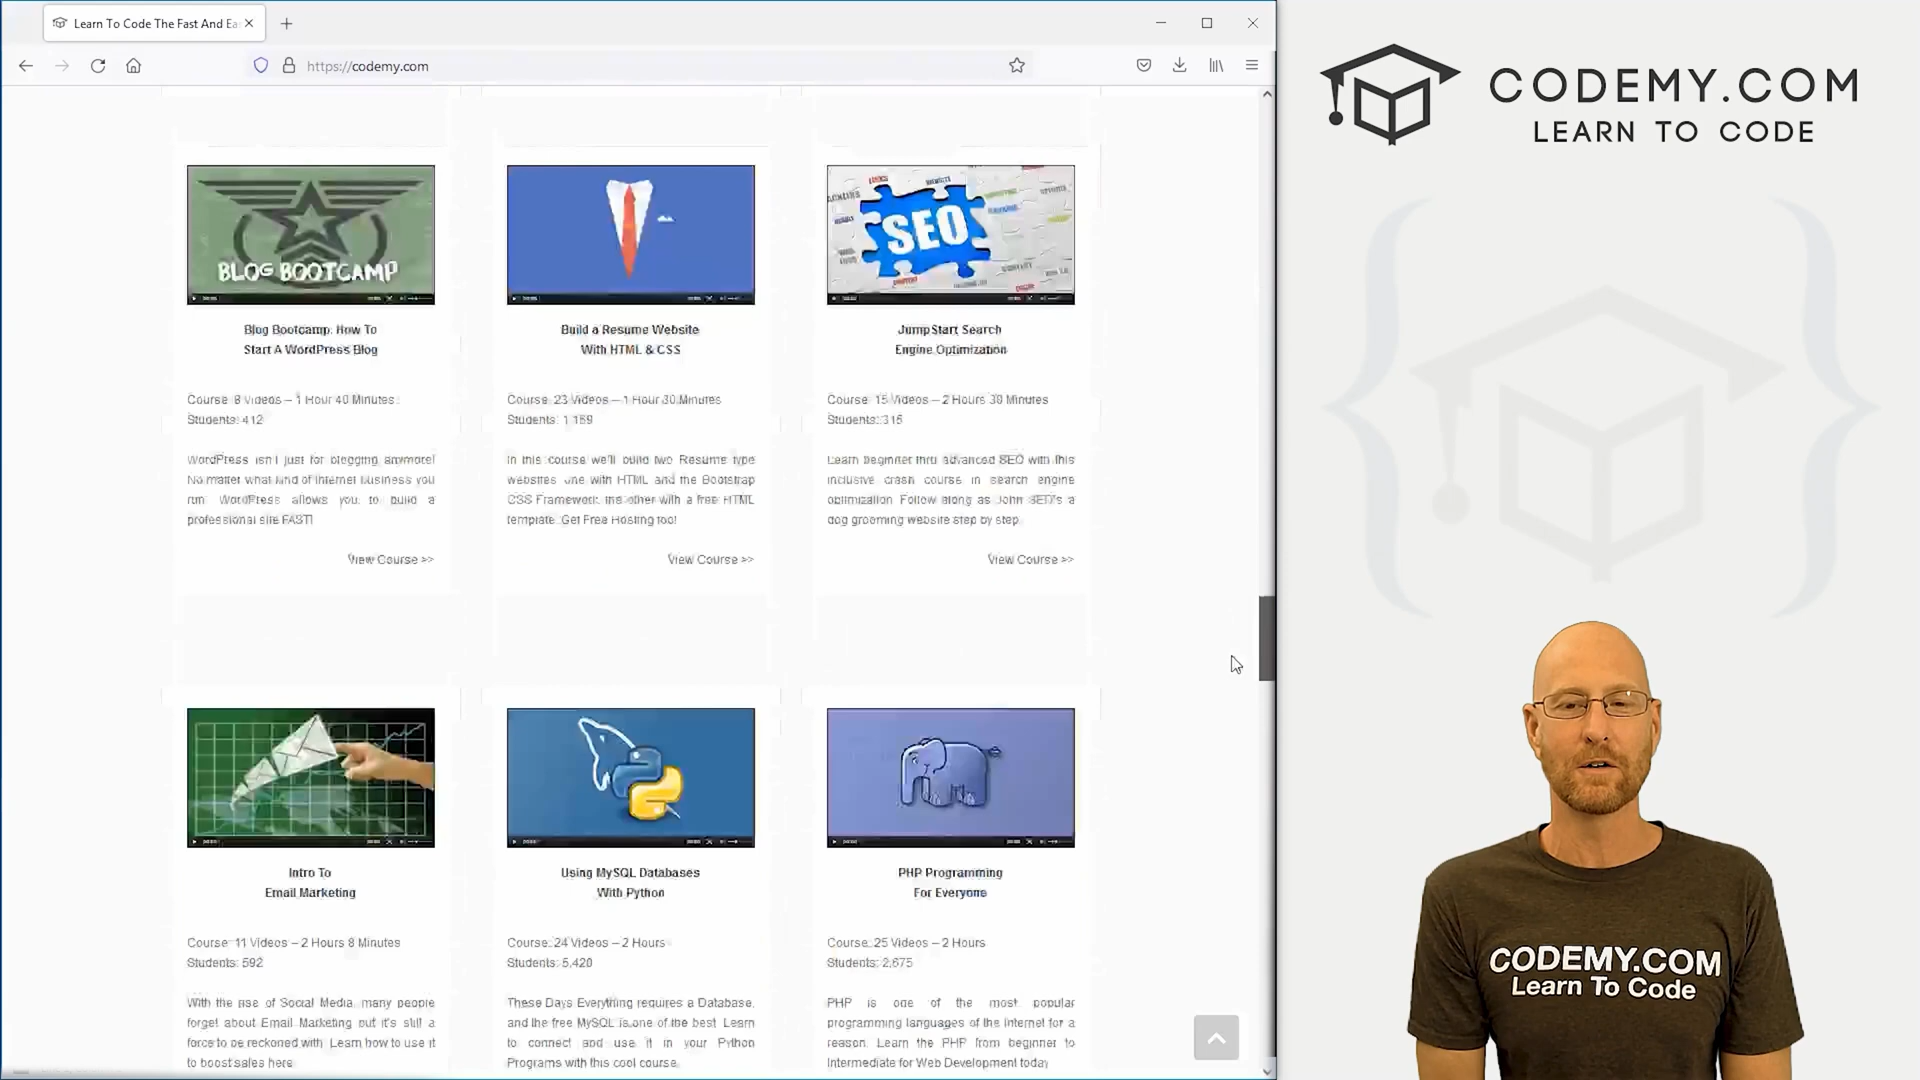 Learn To Code The Fast And Ea
https://codemy.com
CODEMY.COM
LEARN TO CODE
BLOG BOOTCAMP
SEO
Blog Bootcamp: How To
Start A WordPress Blog
Build a Resume Website
With HTML & CSS
JumpStart Search
Engine Optimization
Course: 8 Videos – 1 Hour 40 Minutes
Students: 412
Course: 23 Videos – 1 Hour 30 Minutes
Students: 1,159
Course: 15 Videos – 2 Hours 30 Minutes
Students: 315
WordPress isn't just for blogging anymore!
No matter what kind of Internet business you
run WordPress allows you to build a
professional site FAST!
In this course we'll build two Resume type
websites one with HTML and the Bootstrap
CSS Framework, the other with a free HTML
template. Get Free Hosting too!
Learn beginner thru advanced SEO with this
inclusive crash course in search engine
optimization. Follow along as John SEO's a
dog grooming website step by step
View Course >>
View Course >>
View Course >>
Intro To
Email Marketing
Using MySQL Databases
With Python
PHP Programming
For Everyone
Course: 11 Videos – 2 Hours 8 Minutes
Students: 592
Course: 24 Videos – 2 Hours
Students: 5,420
Course: 25 Videos – 2 Hours
Students: 2,675
With the rise of Social Media, many people
forget about Email Marketing but it's still a
force to be reckoned with. Learn how to use it
to boost sales here
These Days Everything requires a Database,
and the free MySQL is one of the best. Learn
to connect and use it in your Python
Programs with this cool course.
PHP is one of the most popular
programming languages of the Internet for a
reason. Learn the PHP from beginner to
Intermediate for Web Development today
CODEMY.COM
Learn To Code